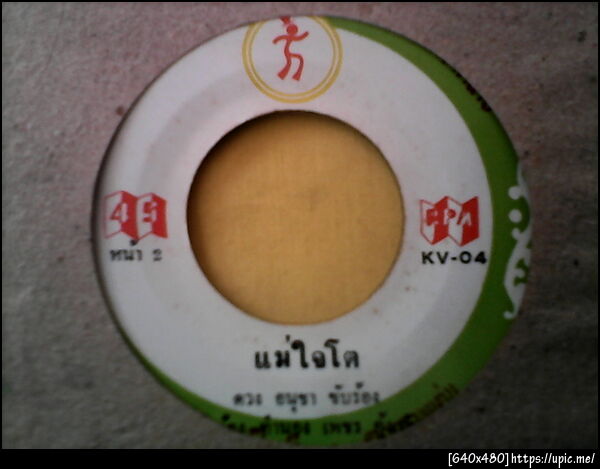 45
RPM
หน้า 2
KV-04
แม่ใจโต
ดวง อนุชา ขับร้อง
[640x480]https://upic.me/